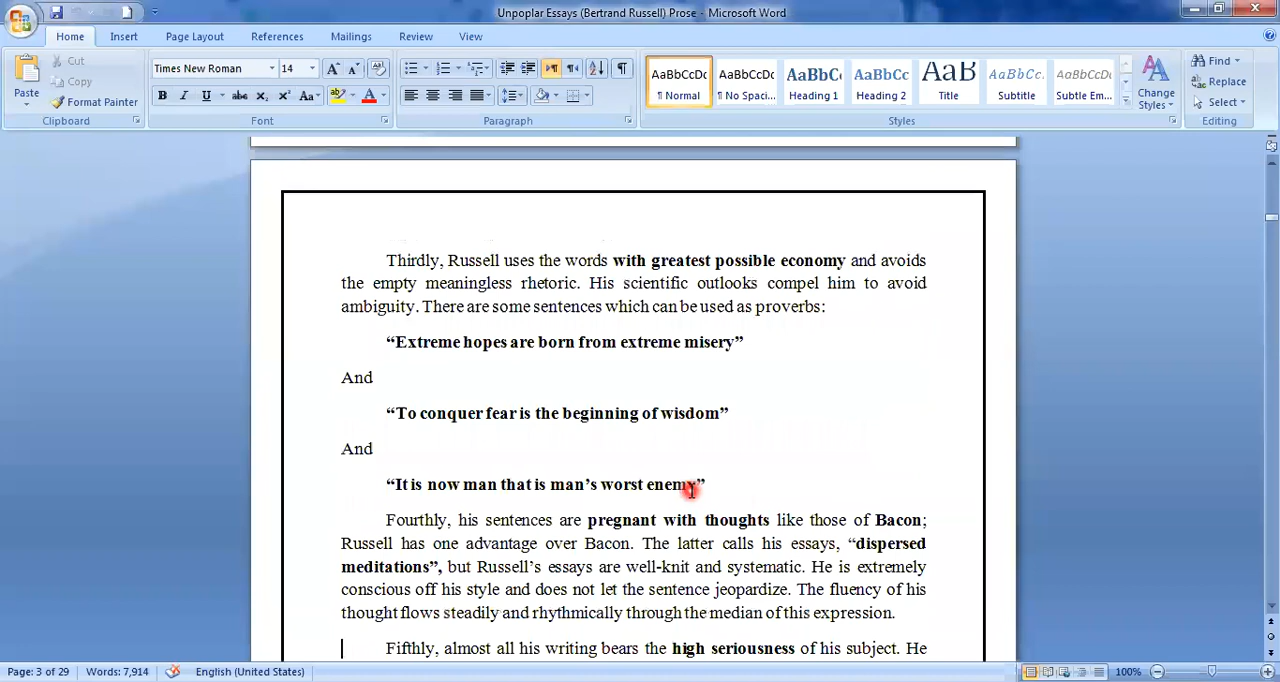 Unpoplar Essays (Bertrand Russell) Prose - Microsoft Word
Home Insert Page Layout References Mailings Review View
Paste
Cut
Copy
Format Painter
Clipboard
Times New Roman 14
B I U abc X₂ X² Aa A
Font
Paragraph
AaBbCcDc AaBbCcDc AaBbC AaBbCc AaB AaBbCc. AaBbCcDc
¶ Normal ¶ No Spaci... Heading 1 Heading 2 Title Subtitle Subtle Em...
Change Styles
Styles
Find
Replace
Select
Editing
Thirdly, Russell uses the words with greatest possible economy and avoids
the empty meaningless rhetoric. His scientific outlooks compel him to avoid
ambiguity. There are some sentences which can be used as proverbs:
“Extreme hopes are born from extreme misery”
And
“To conquer fear is the beginning of wisdom”
And
“It is now man that is man’s worst enemy”
Fourthly, his sentences are pregnant with thoughts like those of Bacon;
Russell has one advantage over Bacon. The latter calls his essays, “dispersed
meditations”, but Russell’s essays are well-knit and systematic. He is extremely
conscious off his style and does not let the sentence jeopardize. The fluency of his
thought flows steadily and rhythmically through the median of this expression.
Fifthly, almost all his writing bears the high seriousness of his subject. He
Page: 3 of 29 Words: 7,914 English (United States) 100%